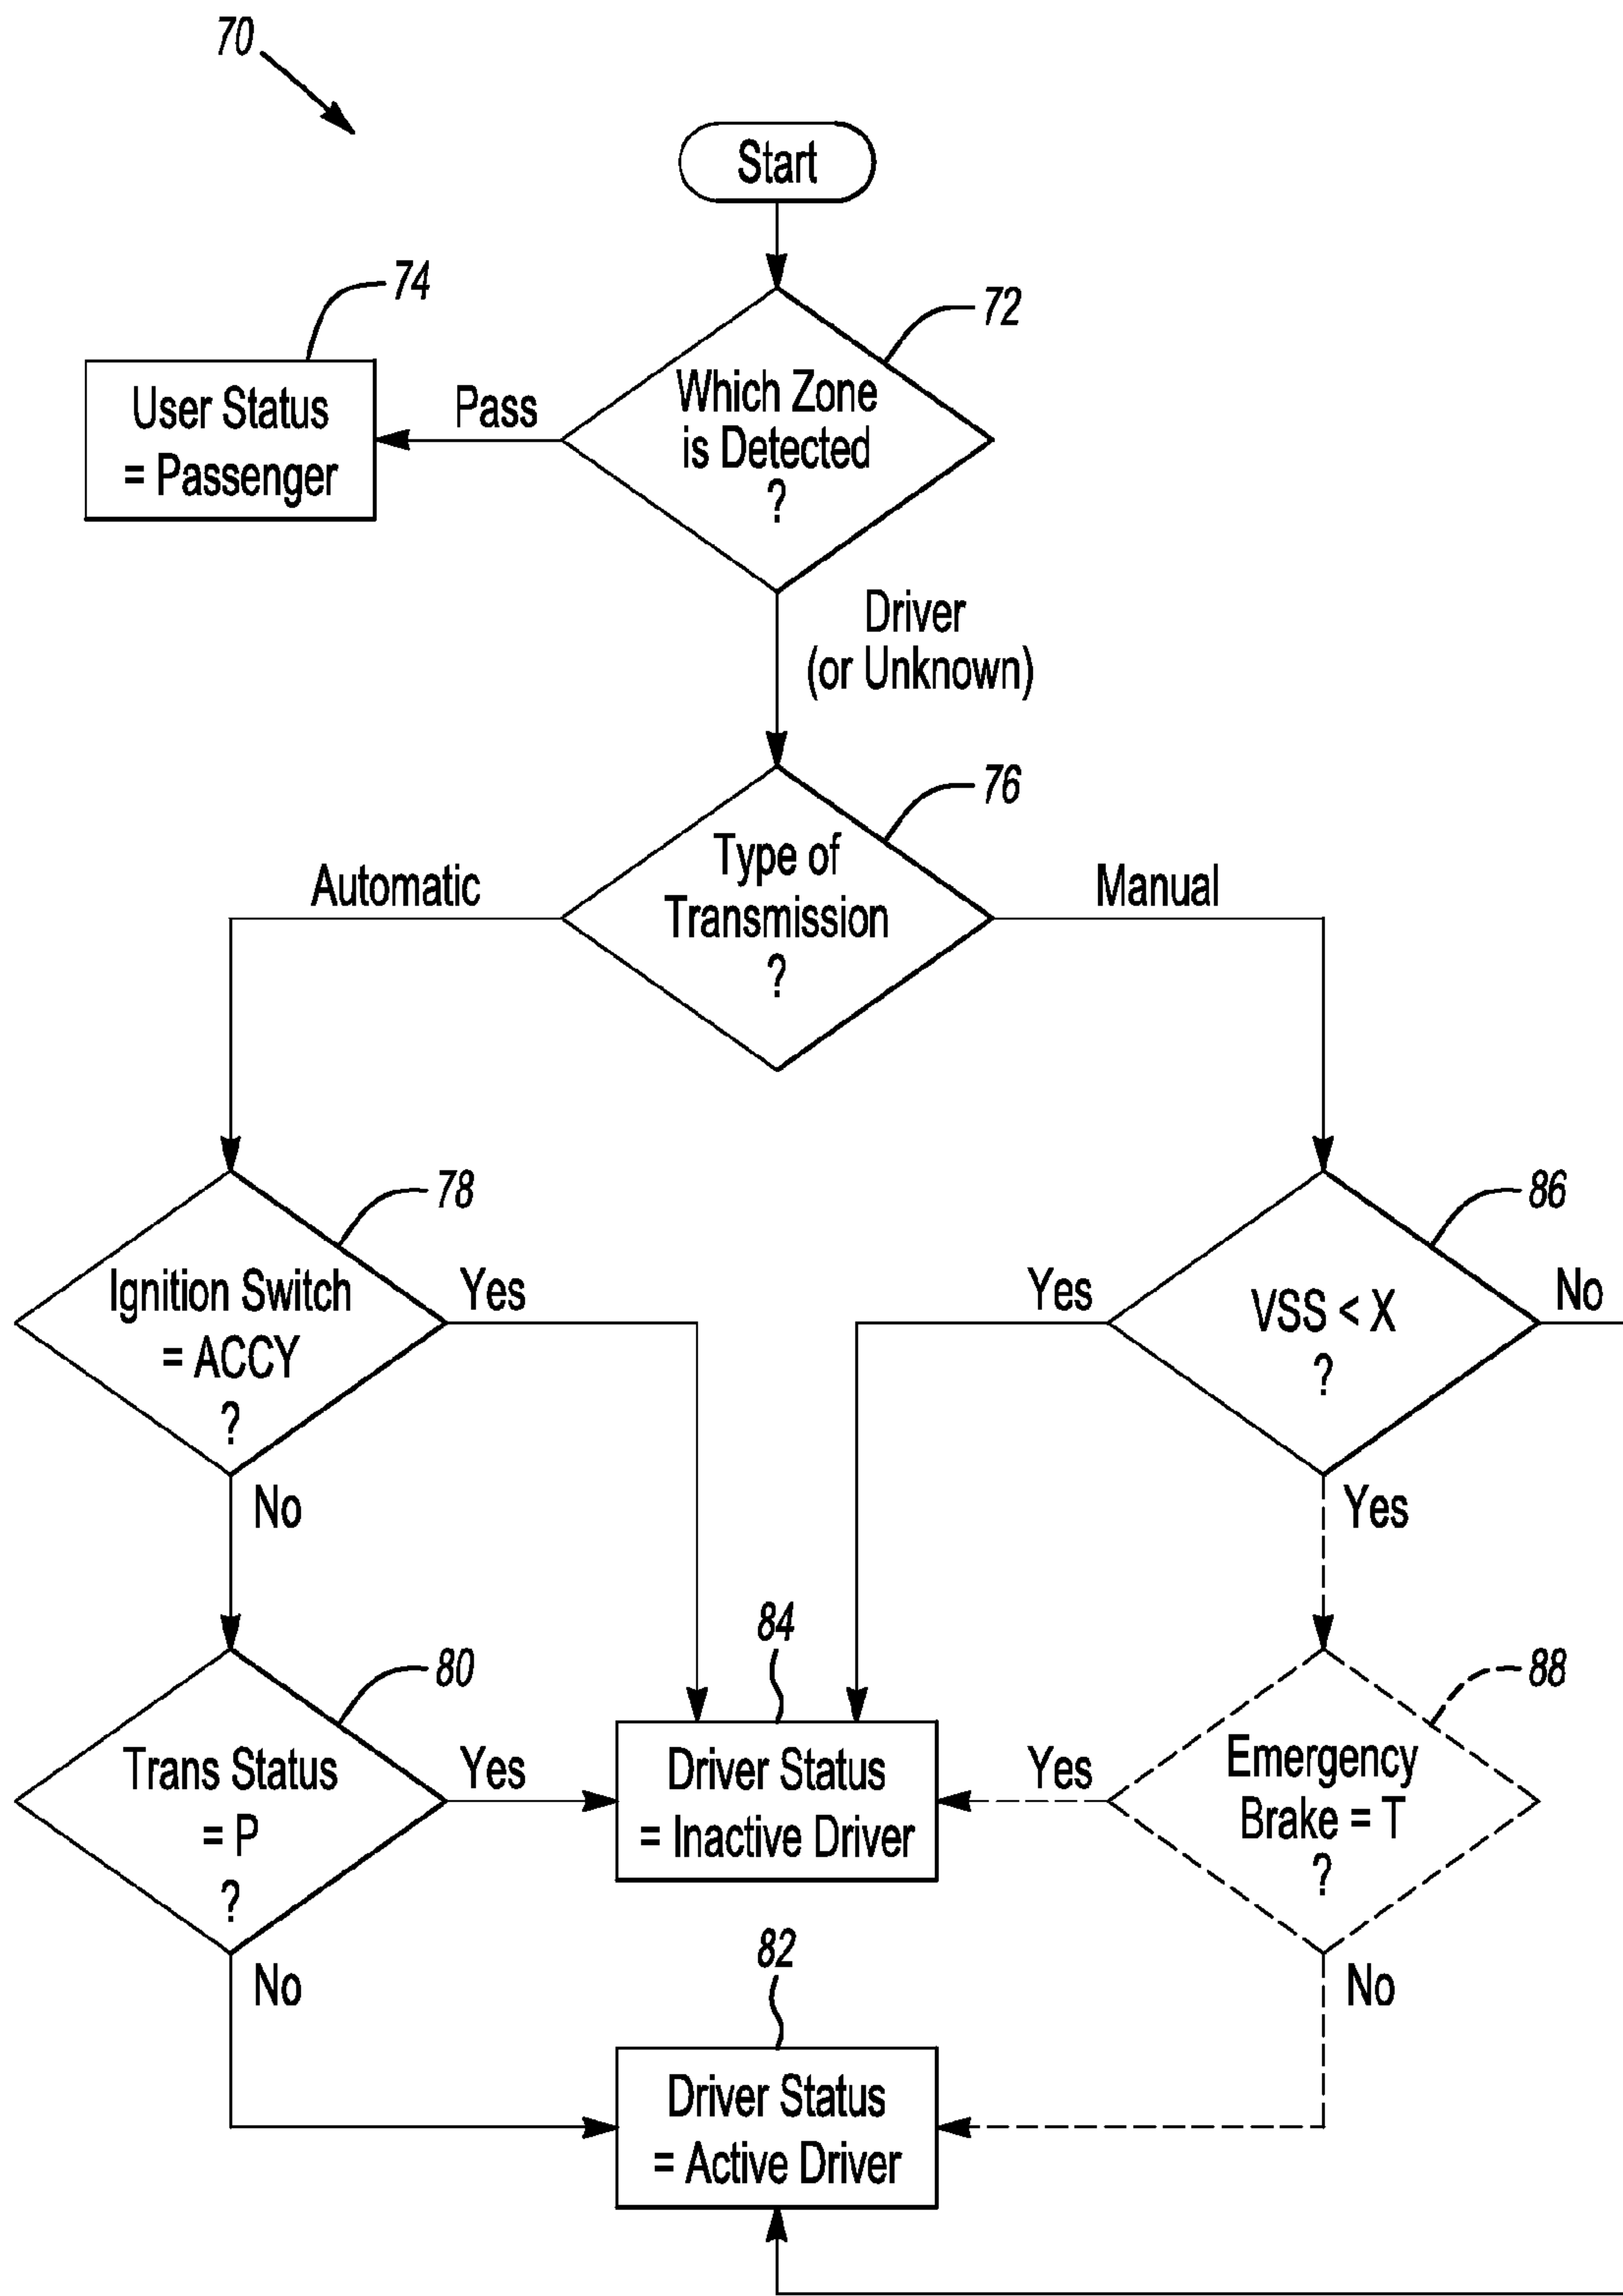 70
Start
74
72
User Status
= Passenger
Pass
Which Zone
is Detected
?
Driver
(or Unknown)
76
Automatic
Type of
Transmission
?
Manual
78
86
Ignition Switch
= ACCY
?
Yes
Yes
VSS < X
?
No
No
Yes
84
80
88
Trans Status
= P
?
Yes
Driver Status
= Inactive Driver
Yes
Emergency
Brake = T
?
82
No
No
Driver Status
= Active Driver